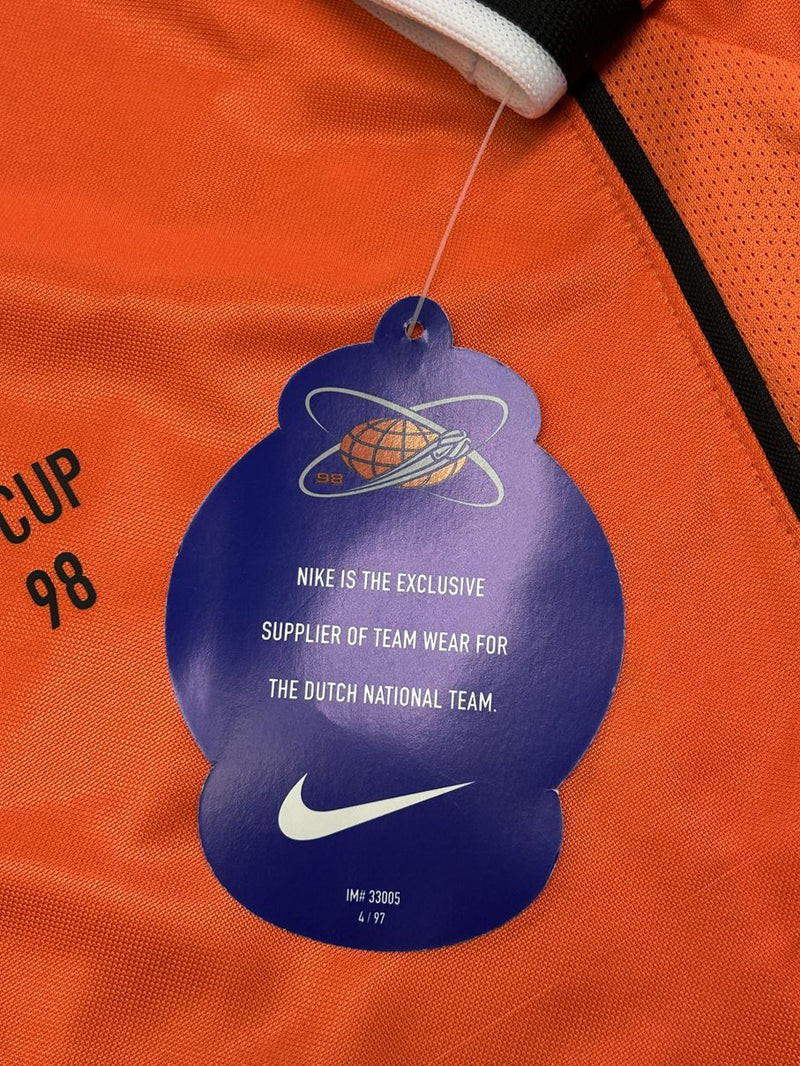 CUP
98
98
NIKE IS THE EXCLUSIVE
SUPPLIER OF TEAM WEAR FOR
THE DUTCH NATIONAL TEAM.
IM# 33005
4 / 97